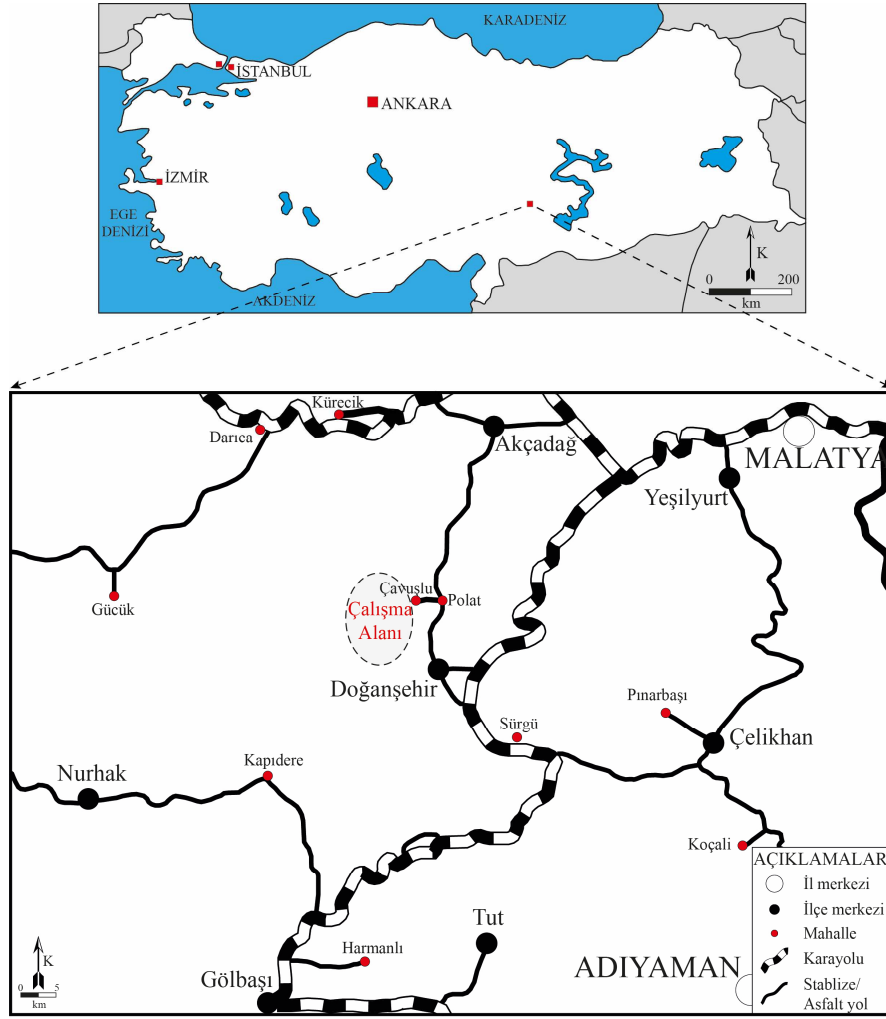 KARADENİZ
İSTANBUL
ANKARA
İZMİR
EGE
DENİZİ
K
0 200
km
AKDENİZ
Kürecik
Darıca
Akçadağ
MALATYA
Yeşilyurt
Çavuşlu
Gücük
Polat
Çalışma
Alanı
Doğanşehir
Pınarbaşı
Sürgü
Çelikhan
Kapıdere
Nurhak
Koçali
AÇIKLAMALAR
İl merkezi
İlçe merkezi
Mahalle
Karayolu
Stablize/
Asfalt yol
Tut
Harmanlı
ADIYAMAN
Gölbaşı
K
0 5
km